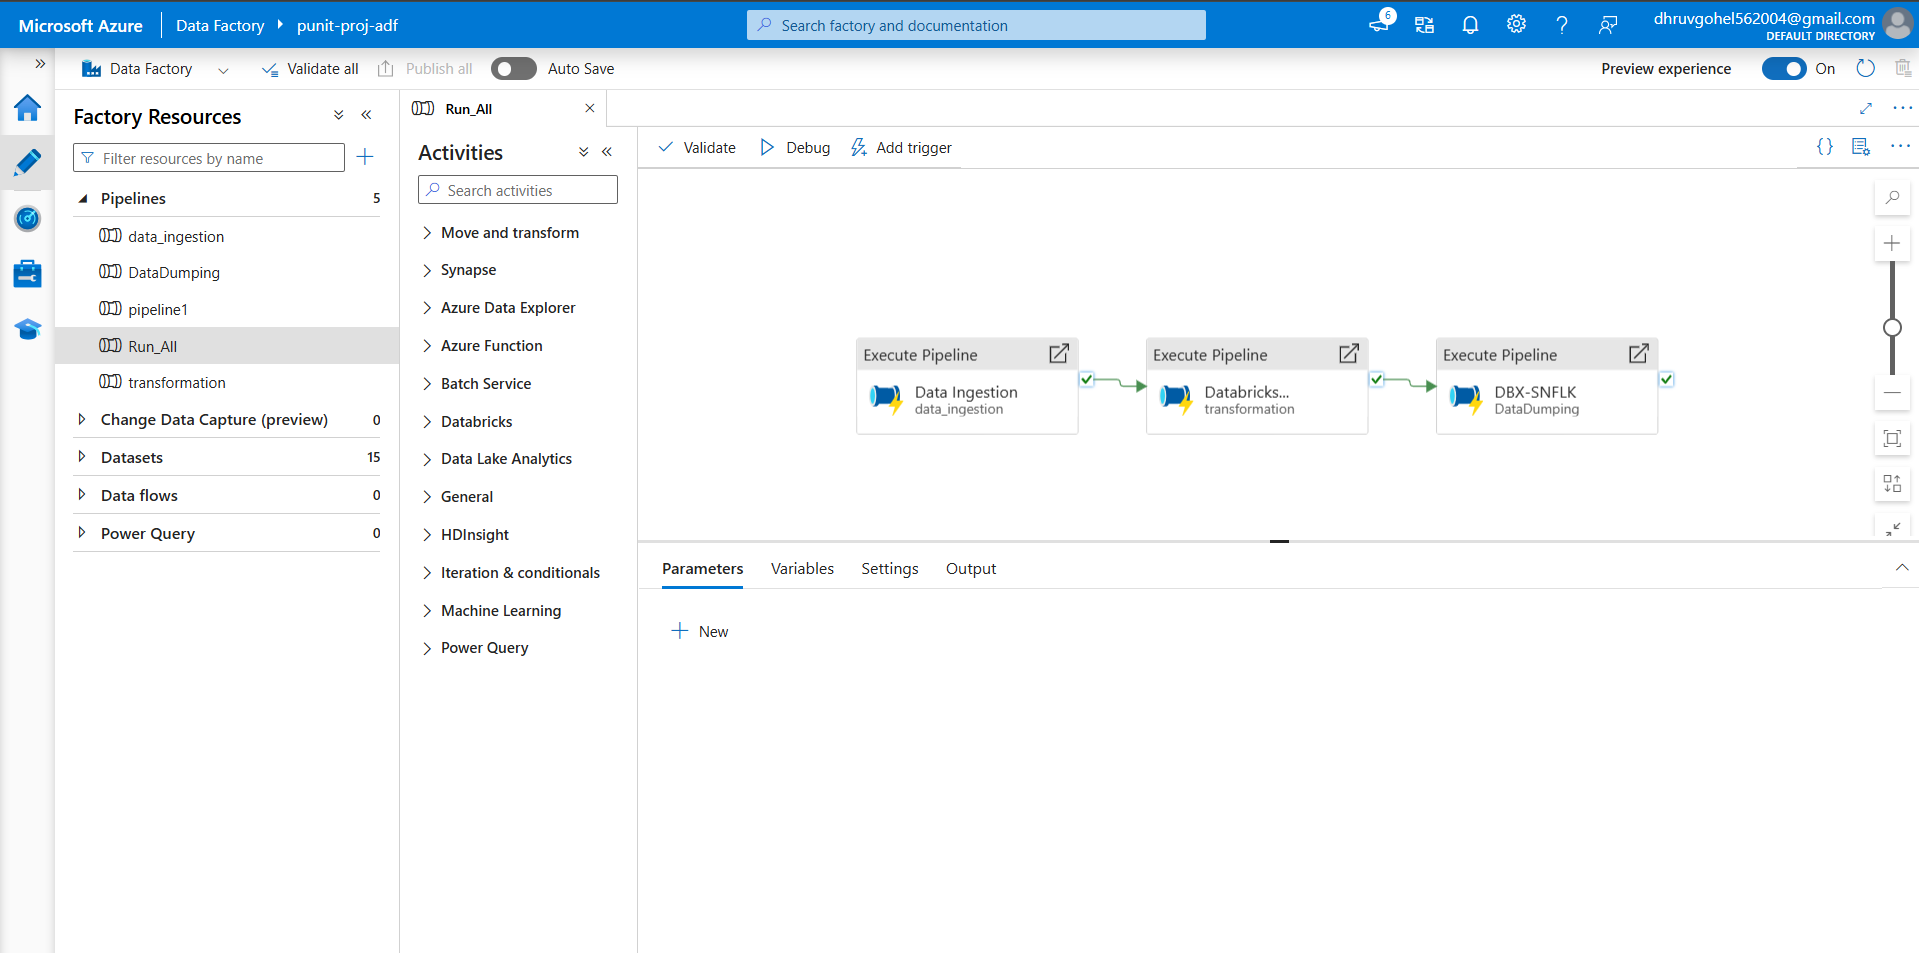 Microsoft Azure
Data Factory
punit-proj-adf
Search factory and documentation
6
dhruvgohel562004@gmail.com
DEFAULT DIRECTORY
Data Factory
Validate all
Publish all
Auto Save
Preview experience
On
Factory Resources
Filter resources by name
Pipelines 5
data_ingestion
DataDumping
pipeline1
Run_All
transformation
Change Data Capture (preview) 0
Datasets 15
Data flows 0
Power Query 0
Run_All
Activities
Search activities
Move and transform
Synapse
Azure Data Explorer
Azure Function
Batch Service
Databricks
Data Lake Analytics
General
HDInsight
Iteration & conditionals
Machine Learning
Power Query
Validate
Debug
Add trigger
{}
Execute Pipeline
Data Ingestion
data_ingestion
Execute Pipeline
Databricks...
transformation
Execute Pipeline
DBX-SNFLK
DataDumping
Parameters
Variables
Settings
Output
New